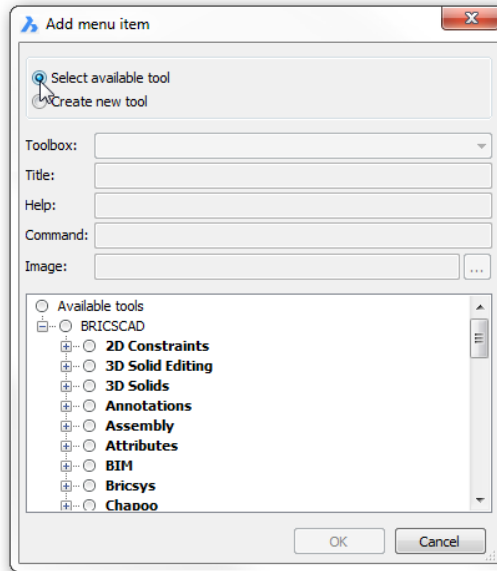 Add menu item
Select available tool
Create new tool
Toolbox:
Title:
Help:
Command:
Image:
...
Available tools
BRICSCAD
2D Constraints
3D Solid Editing
3D Solids
Annotations
Assembly
Attributes
BIM
Bricsys
Chapoo
OK Cancel